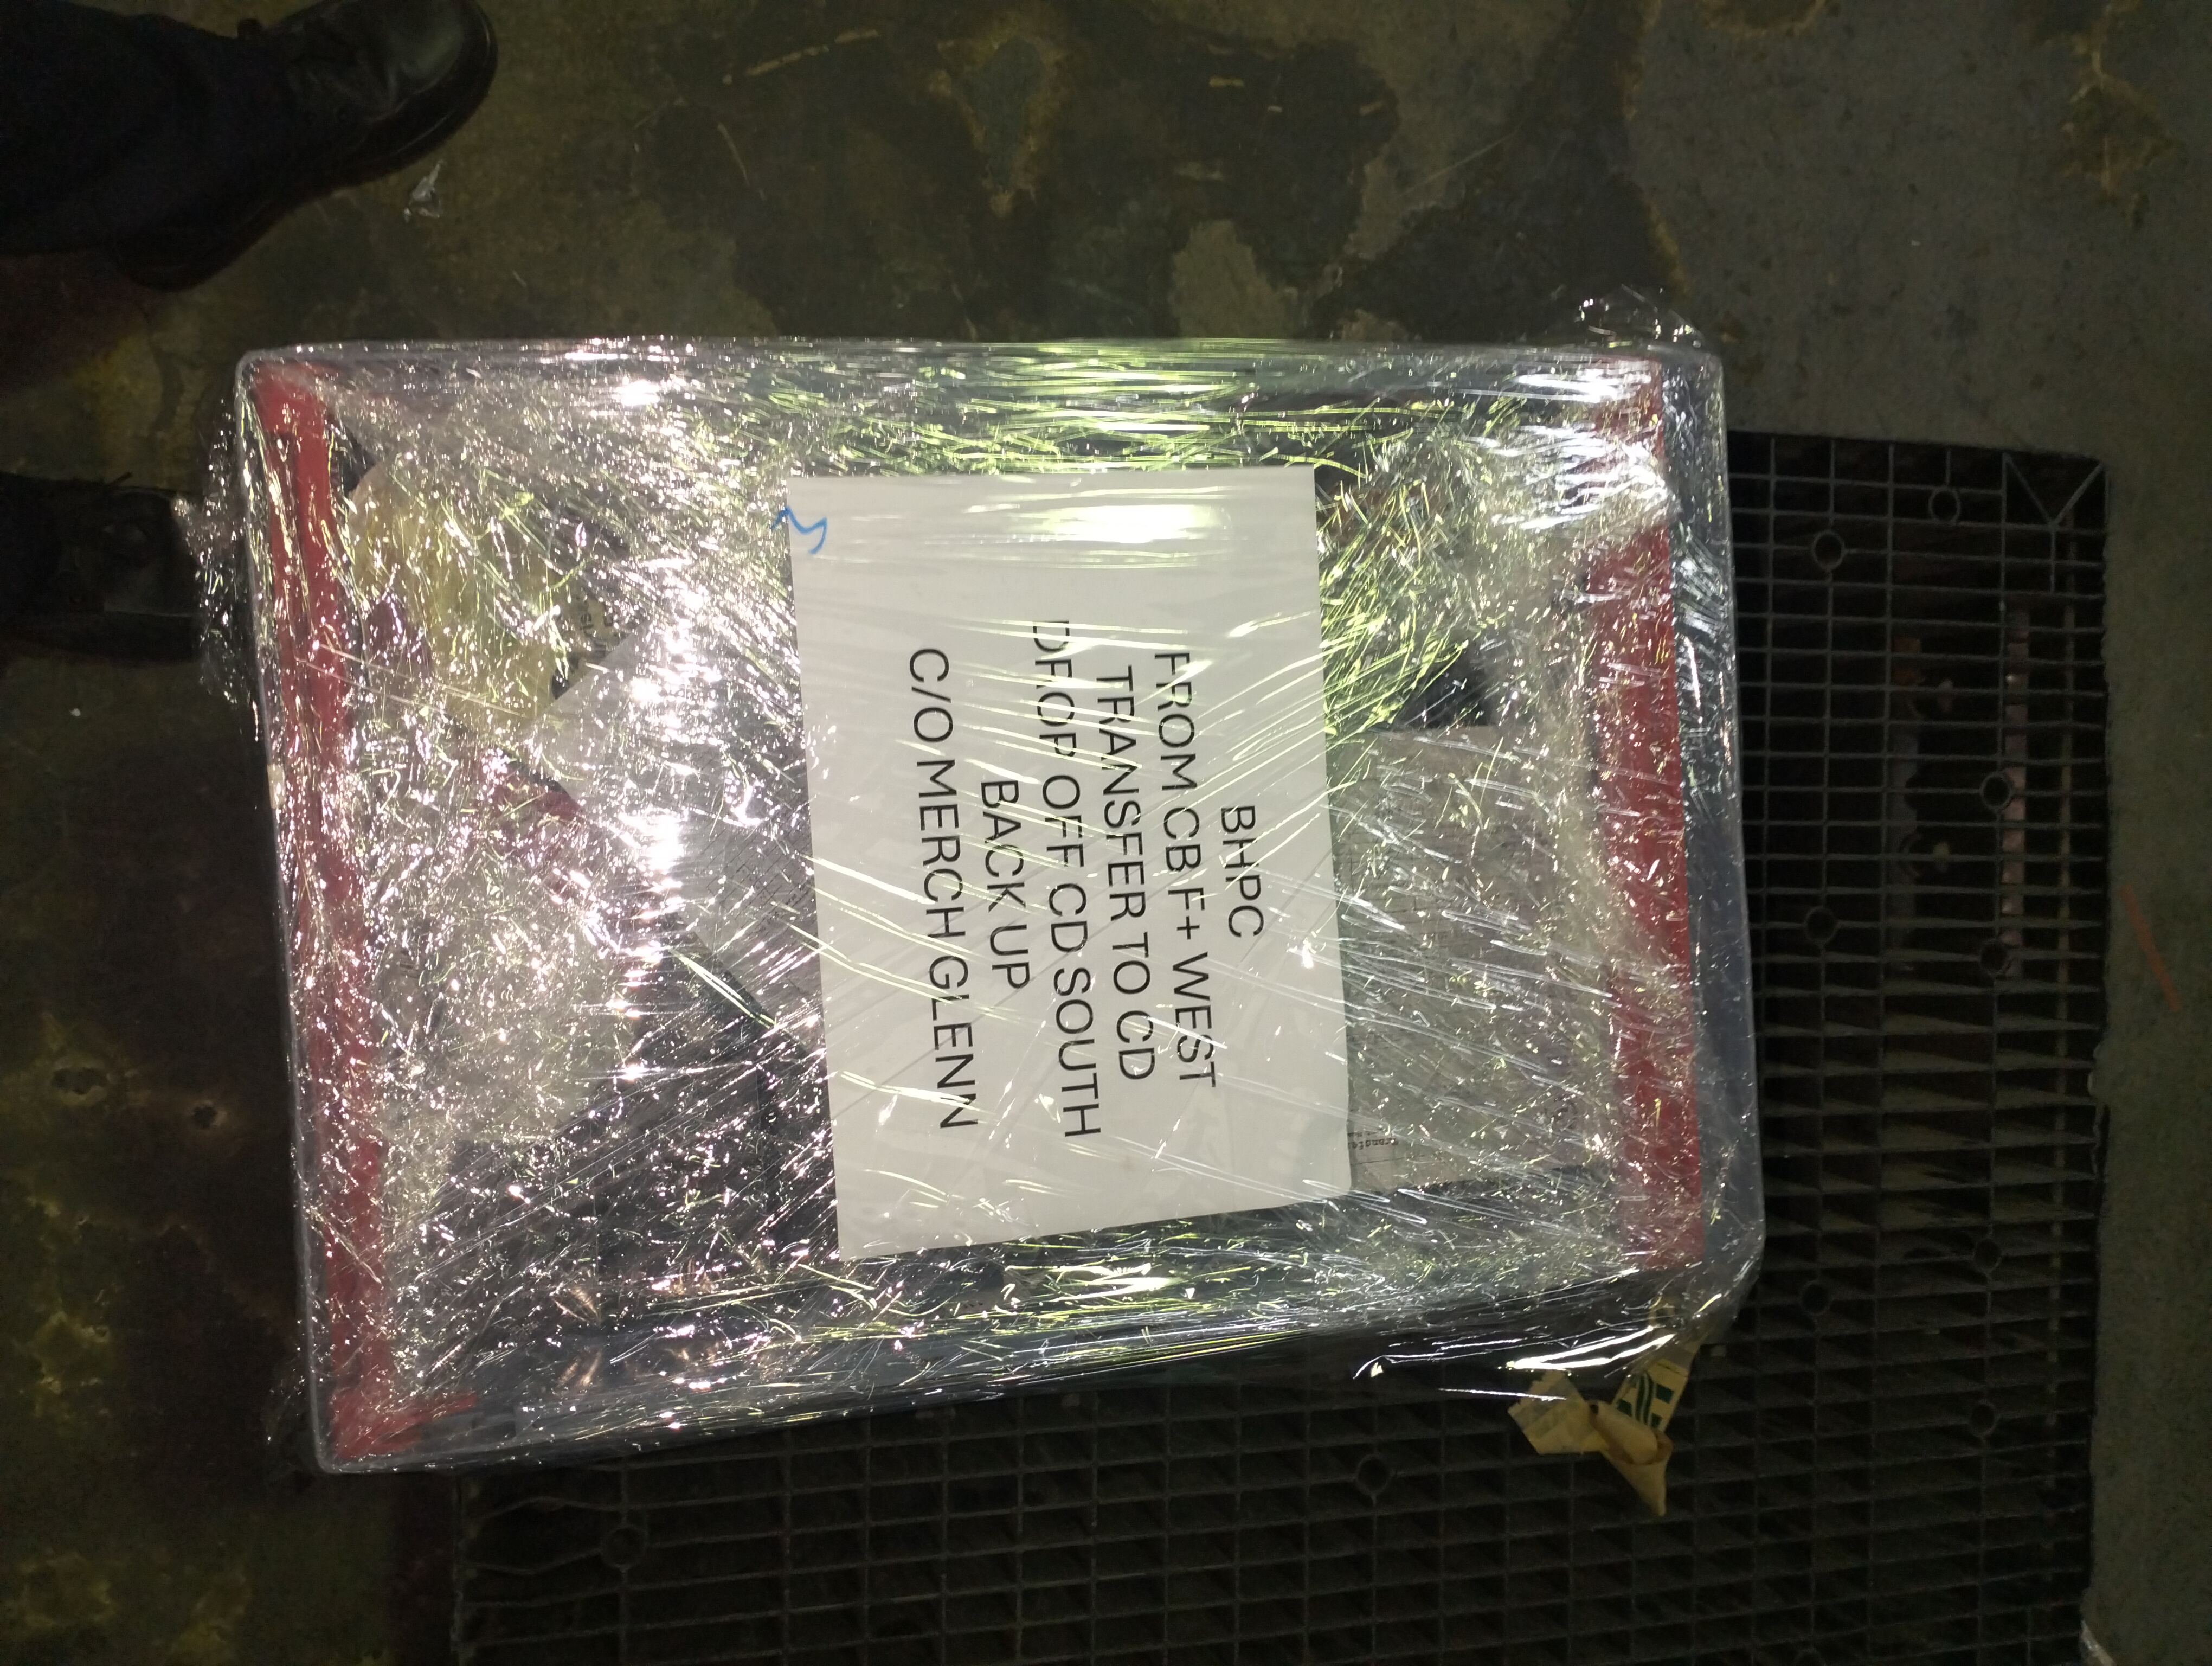 BHPC
FROM CB F+ WEST
TRANSFER TO CD
DROP OFF CD SOUTH
BACK UP
C/O MERCH GLENN